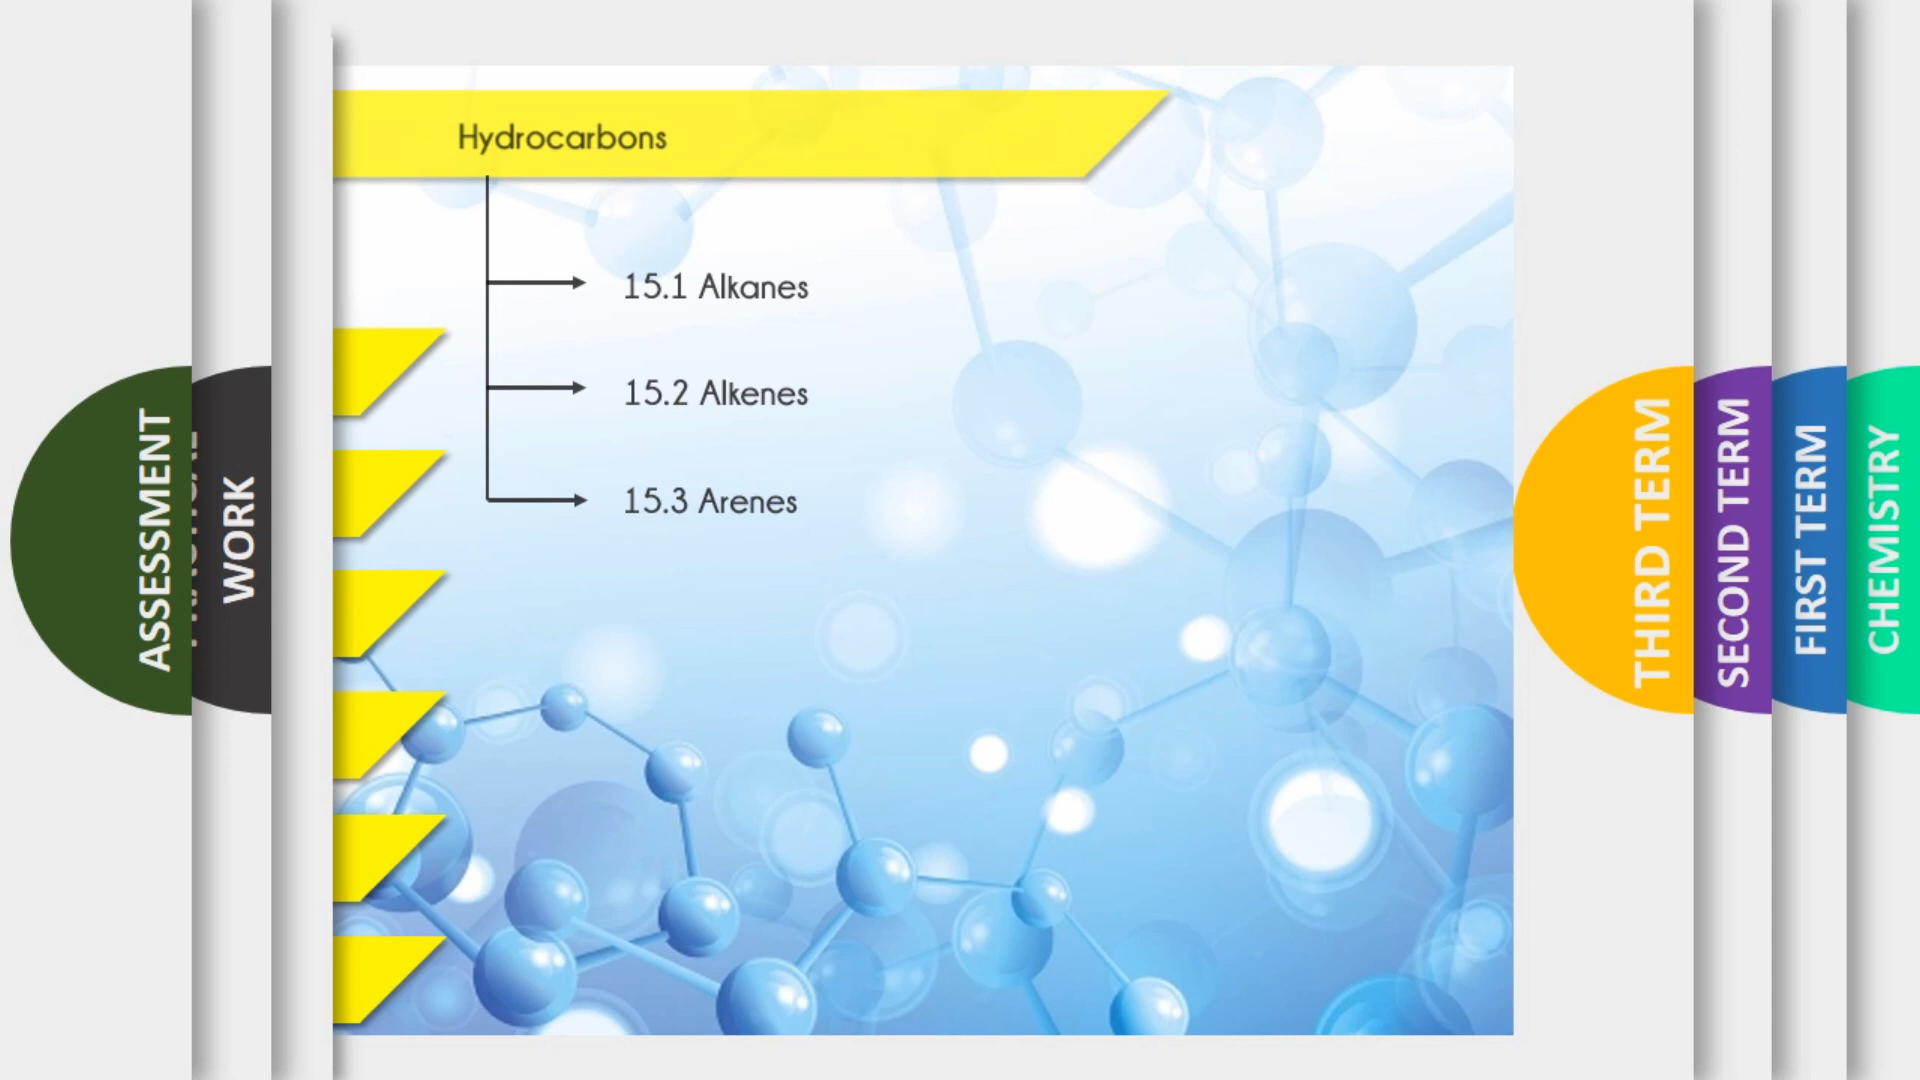 Hydrocarbons
15.1 Alkanes
15.2 Alkenes
15.3 Arenes
ASSESSMENT
WORK
THIRD TERM
SECOND TERM
FIRST TERM
CHEMISTRY